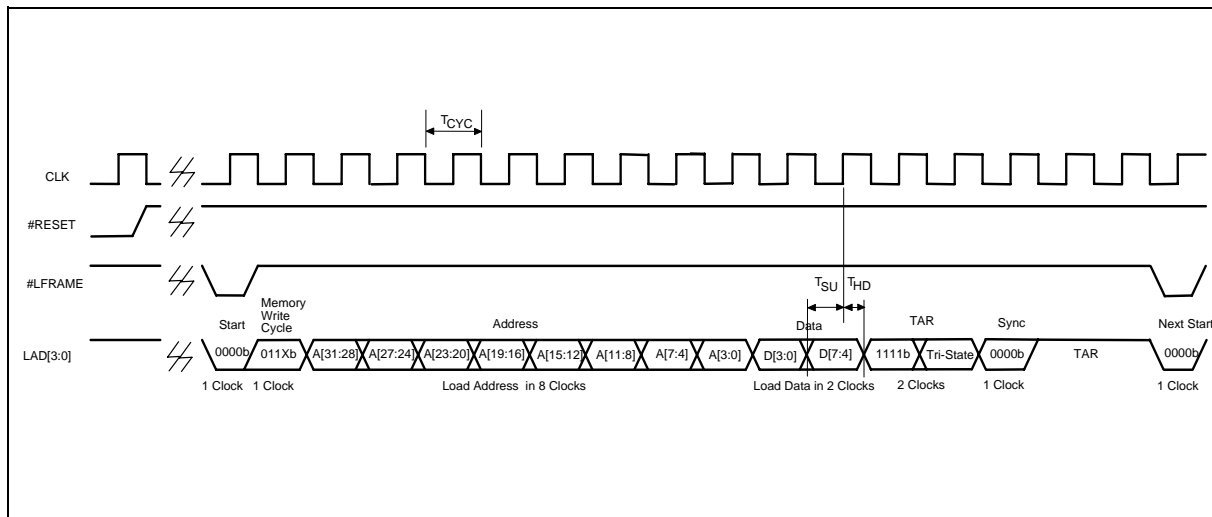 TCYC
CLK
#RESET
#LFRAME
TSU THD
Memory
Write
Cycle
Start Address Data TAR Sync Next Start
LAD[3:0] 0000b 011Xb A[31:28] A[27:24] A[23:20] A[19:16] A[15:12] A[11:8] A[7:4] A[3:0] D[3:0] D[7:4] 1111b Tri-State 0000b TAR 0000b
1 Clock 1 Clock Load Address in 8 Clocks Load Data in 2 Clocks 2 Clocks 1 Clock 1 Clock